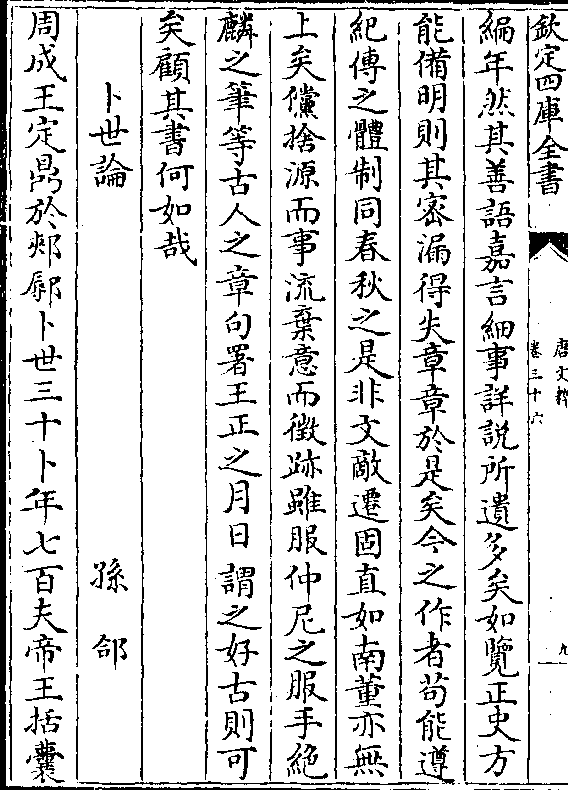 欽定四庫全書
唐文粹
卷三十六
九
編年然其善語嘉言細事詳說所遺多矣如覽正史方
能備明則其密漏得失章章於是矣今之作者苟能遵
紀傳之體制同春秋之是非文敵遷固直如南董亦無
上矣儻捨源而事流棄意而徵跡雖服仲尼之服手絶
麟之筆等古人之章句署王正之月日謂之好古則可
矣顧其書何如哉
卜世論 孫郃
周成王定鼎於郟鄏卜世三十卜年七百夫帝王括囊